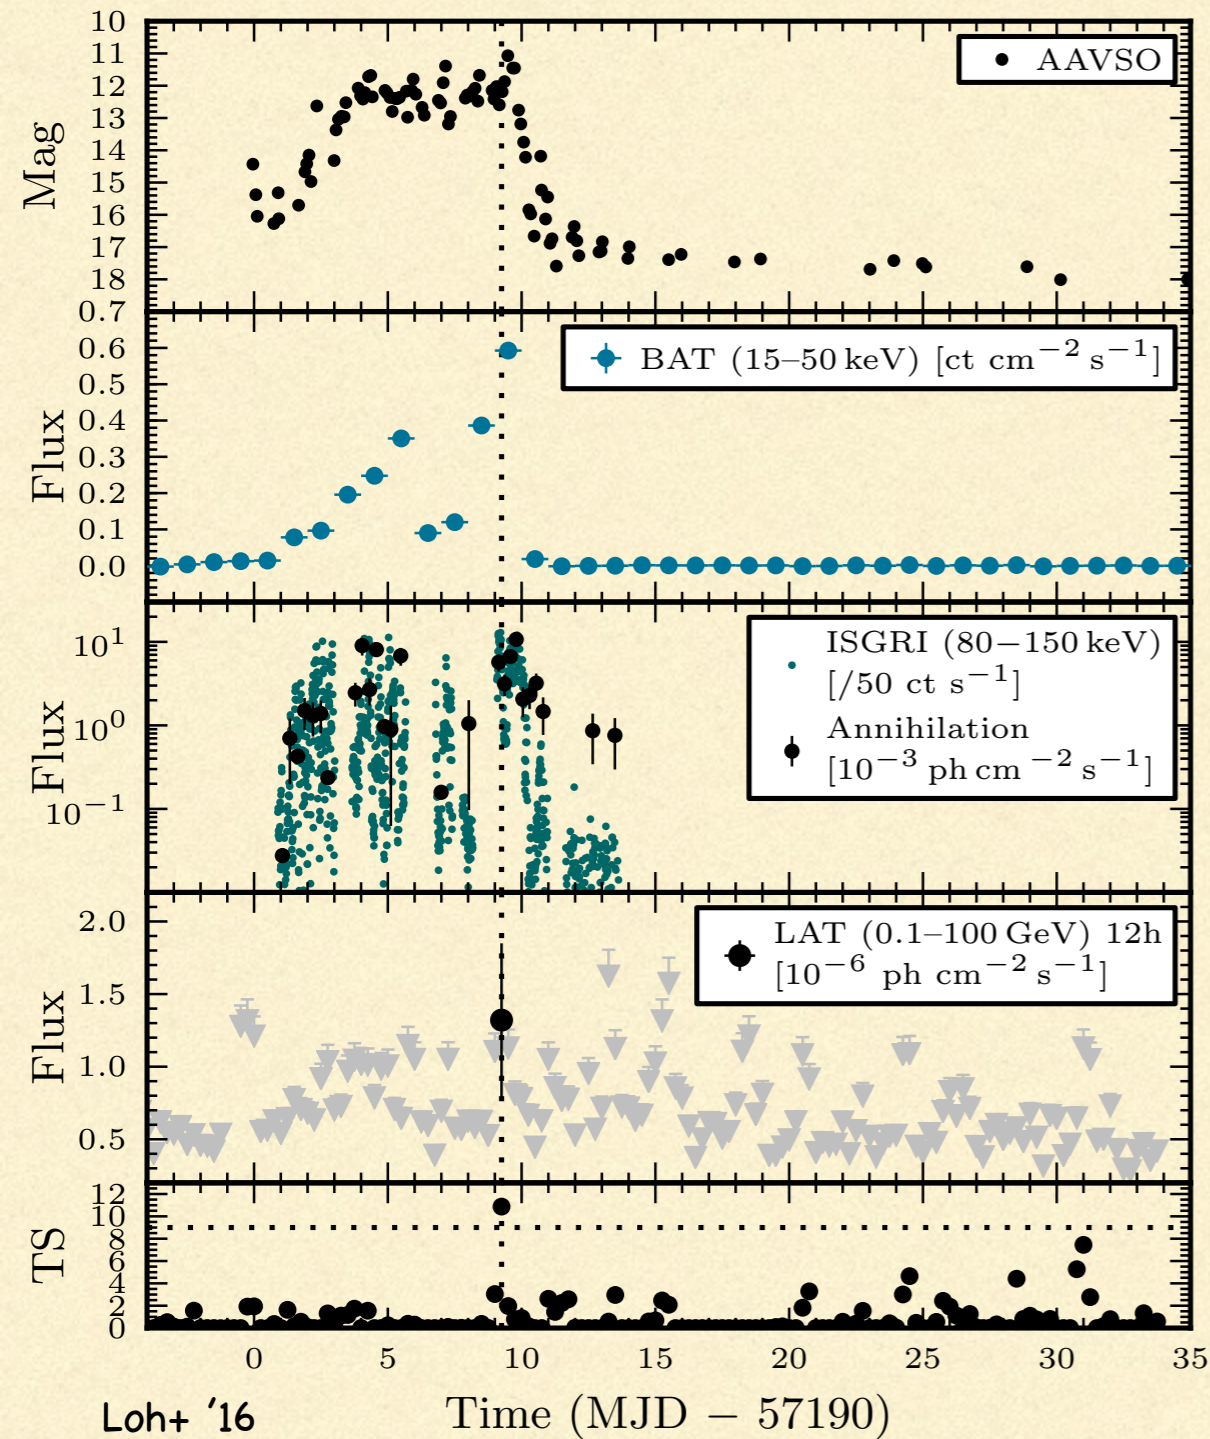 10
11
12
13
14
15
16
17
18
Mag
AAVSO
0.7
0.6
0.5
0.4
0.3
0.2
0.1
0.0
Flux
BAT (15–50 keV) [ct cm⁻² s⁻¹]
10¹
10⁰
10⁻¹
Flux
ISGRI (80−150 keV)
[/50 ct s⁻¹]
Annihilation
[10⁻³ ph cm⁻² s⁻¹]
2.0
1.5
1.0
0.5
Flux
LAT (0.1–100 GeV) 12h
[10⁻⁶ ph cm⁻² s⁻¹]
12
10
8
6
4
2
0
TS
0 5 10 15 20 25 30 35
Loh+ '16
Time (MJD − 57190)